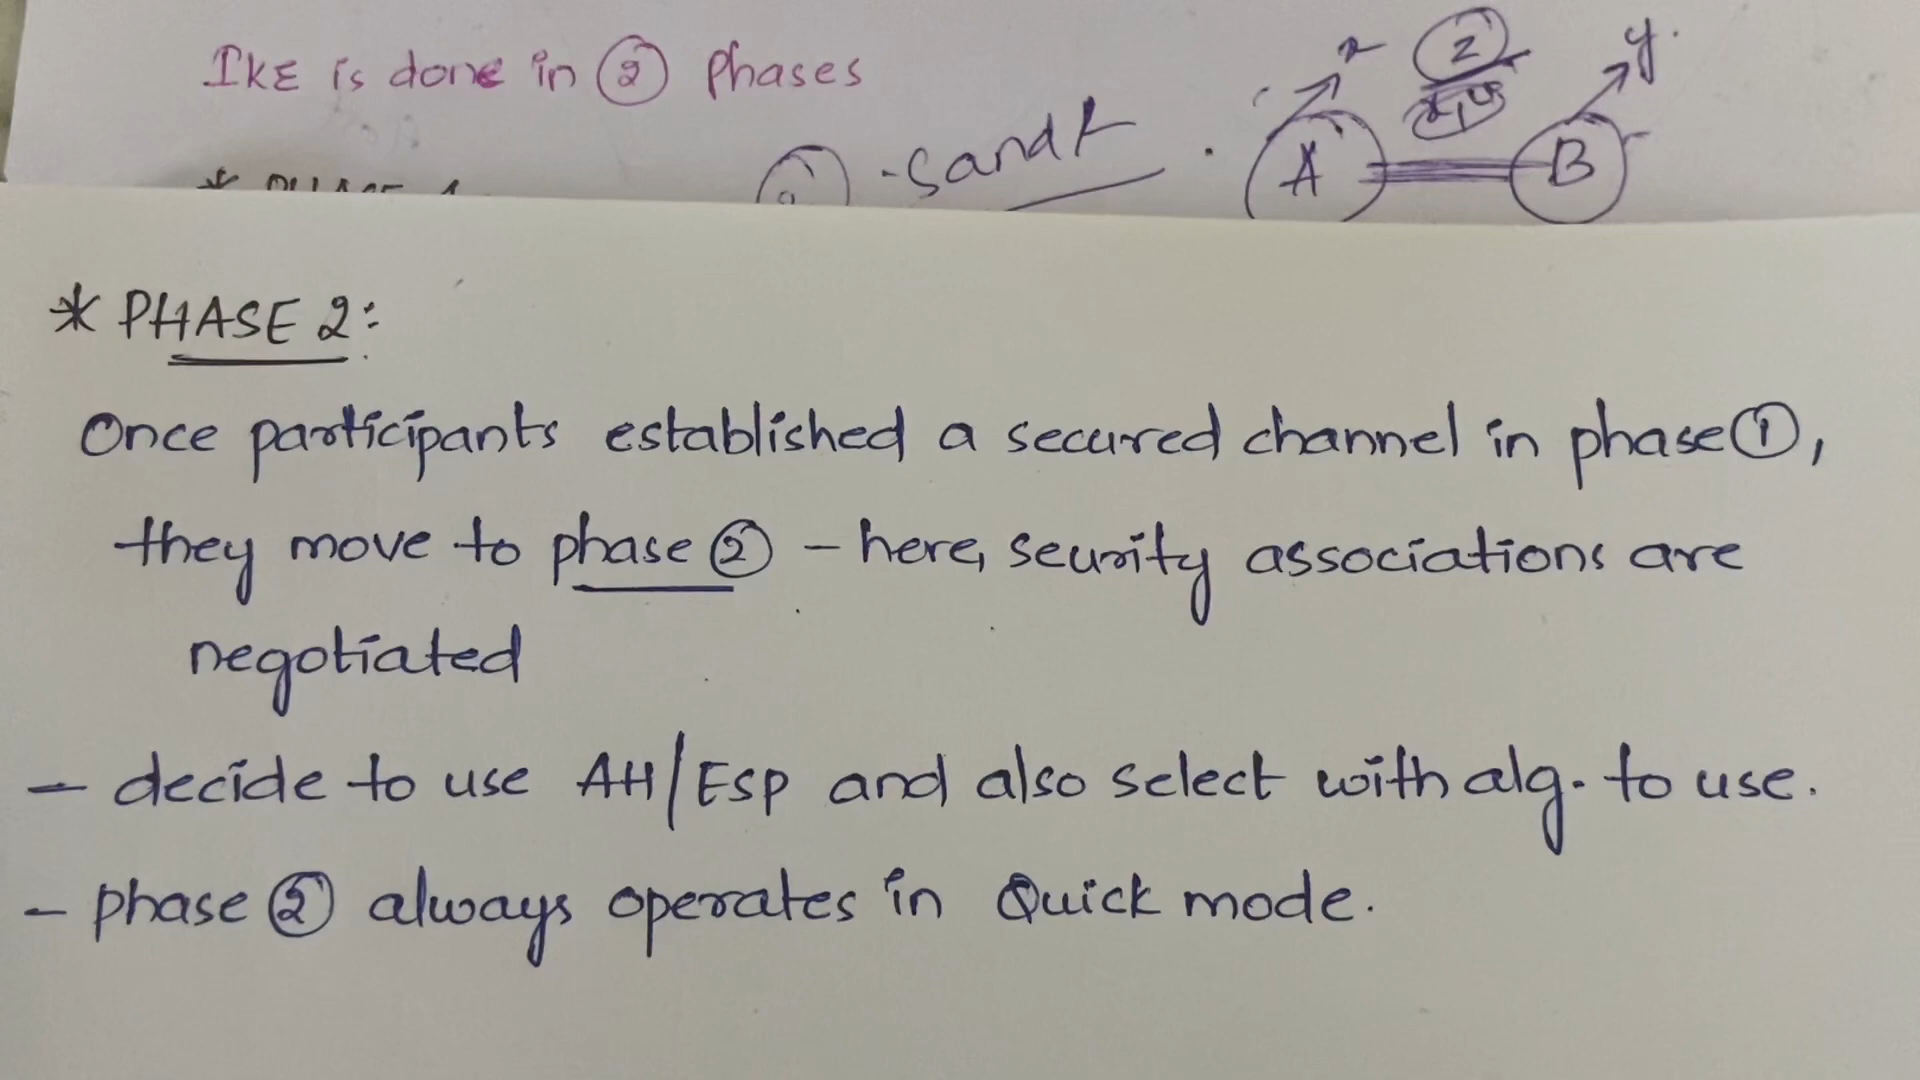 IKE is done in ② Phases
x
z
y.
x,y
- Sandk
A
B
* PHASE 2:
Once participants established a secured channel in phase ①,
they move to phase ② – here, seurity associations are
negotiated
– decide to use AH/ESP and also select with alg. to use.
– phase ② always operates in Quick mode.